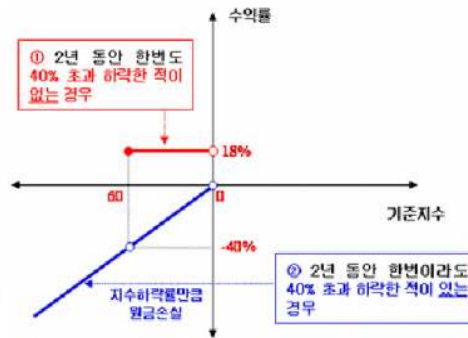 수익률
① 2년 동안 한번도
40% 초과 하락한 적이
없는 경우
18%
60
0
기준지수
-40%
지수하락률만큼
원금손실
② 2년 동안 한번이라도
40% 초과 하락한 적이 있는
경우